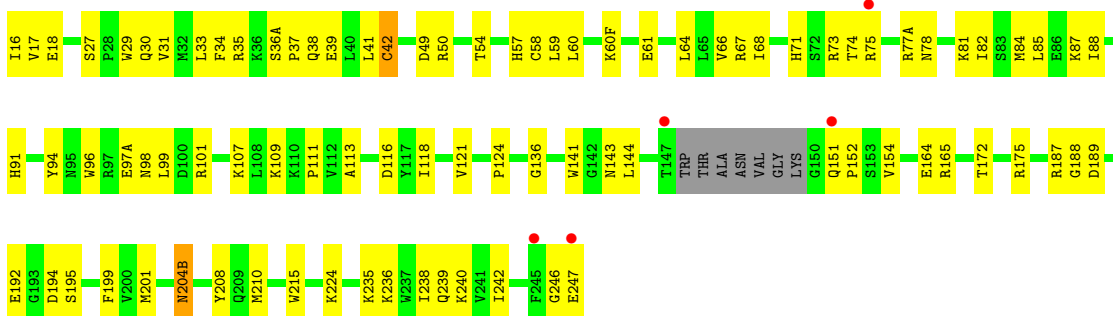 I16 V17 E18 S27 P28 W29 Q30 V31 M32 L33 F34 R35 K36 S36A P37 Q38 E39 L40 L41 C42 D49 R50 T54 H57 C58 L59 L60 K60F E61 L64 L65 V66 R67 I68 H71 S72 R73 T74 R75 R77A N78 K81 I82 S83 M84 L85 E86 K87 I88
H91 Y94 N95 W96 R97 E97A N98 L99 D100 R101 K107 L108 K109 K110 P111 V112 A113 D116 Y117 I118 V121 P124 G136 W141 G142 N143 L144 T147 TRP THR ALA ASN VAL GLY LYS G150 Q151 P152 S153 V154 E164 R165 T172 R175 R187 G188 D189
E192 G193 D194 S195 F199 V200 M201 N204B Y208 Q209 M210 W215 K224 K235 K236 W237 I238 Q239 K240 V241 I242 F245 G246 E247